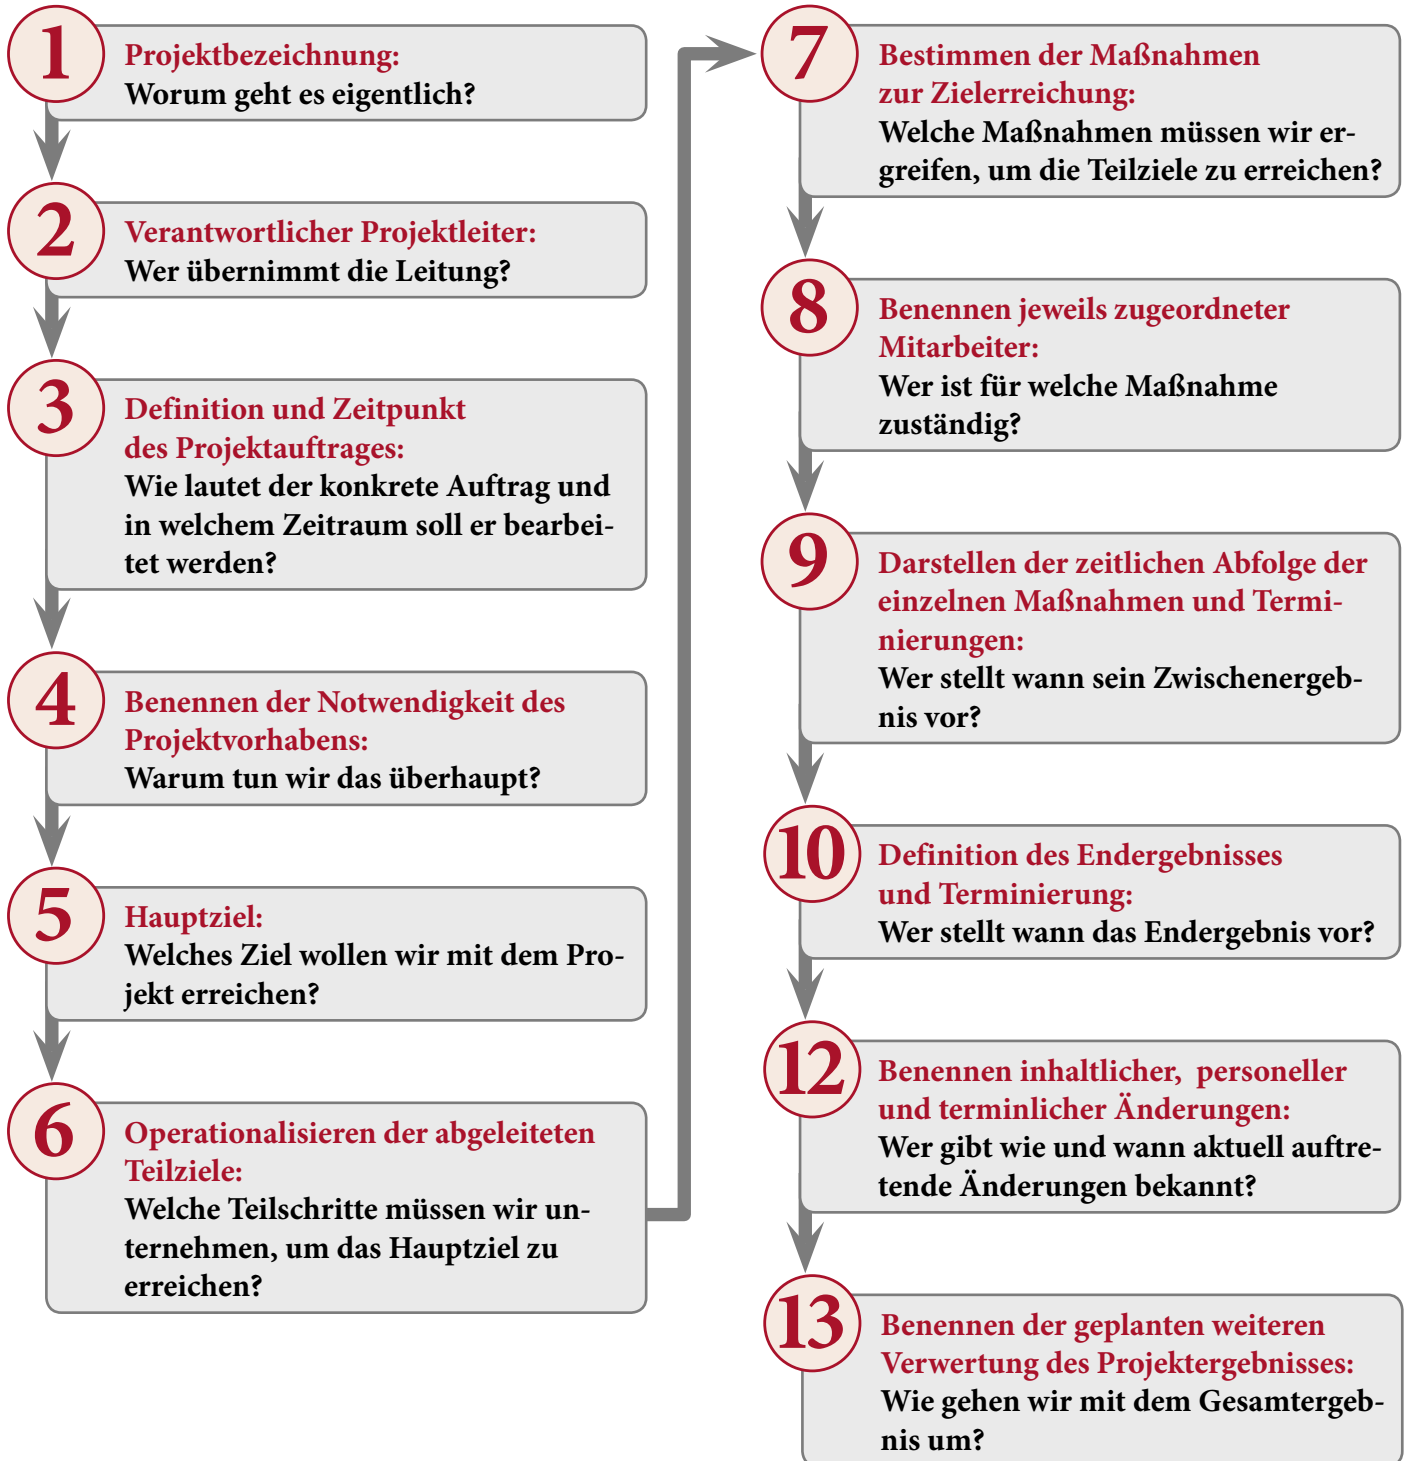 1
Projektbezeichnung:
Worum geht es eigentlich?
2
Verantwortlicher Projektleiter:
Wer übernimmt die Leitung?
3
Definition und Zeitpunkt
des Projektauftrages:
Wie lautet der konkrete Auftrag und
in welchem Zeitraum soll er bearbei-
tet werden?
4
Benennen der Notwendigkeit des
Projektvorhabens:
Warum tun wir das überhaupt?
5
Hauptziel:
Welches Ziel wollen wir mit dem Pro-
jekt erreichen?
6
Operationalisieren der abgeleiteten
Teilziele:
Welche Teilschritte müssen wir un-
ternehmen, um das Hauptziel zu
erreichen?
7
Bestimmen der Maßnahmen
zur Zielerreichung:
Welche Maßnahmen müssen wir er-
greifen, um die Teilziele zu erreichen?
8
Benennen jeweils zugeordneter
Mitarbeiter:
Wer ist für welche Maßnahme
zuständig?
9
Darstellen der zeitlichen Abfolge der
einzelnen Maßnahmen und Termi-
nierungen:
Wer stellt wann sein Zwischenergeb-
nis vor?
10
Definition des Endergebnisses
und Terminierung:
Wer stellt wann das Endergebnis vor?
12
Benennen inhaltlicher, personeller
und terminlicher Änderungen:
Wer gibt wie und wann aktuell auftre-
tende Änderungen bekannt?
13
Benennen der geplanten weiteren
Verwertung des Projektergebnisses:
Wie gehen wir mit dem Gesamtergeb-
nis um?